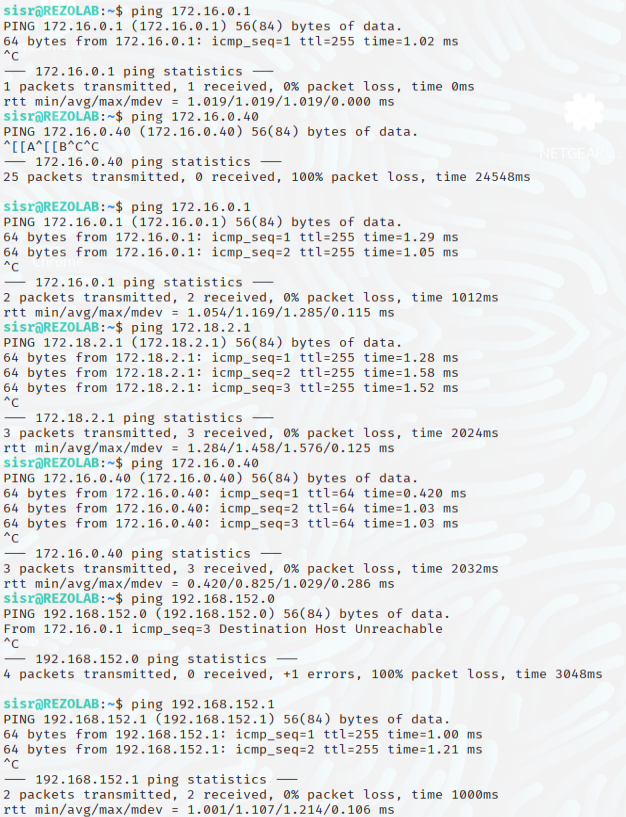 sisr@REZOLAB:~$ ping 172.16.0.1
PING 172.16.0.1 (172.16.0.1) 56(84) bytes of data.
64 bytes from 172.16.0.1: icmp_seq=1 ttl=255 time=1.02 ms
^C
— 172.16.0.1 ping statistics —
1 packets transmitted, 1 received, 0% packet loss, time 0ms
rtt min/avg/max/mdev = 1.019/1.019/1.019/0.000 ms
sisr@REZOLAB:~$ ping 172.16.0.40
PING 172.16.0.40 (172.16.0.40) 56(84) bytes of data.
^[[A^[[B^C^C
NETGEAR
— 172.16.0.40 ping statistics —
25 packets transmitted, 0 received, 100% packet loss, time 24548ms
sisr@REZOLAB:~$ ping 172.16.0.1
PING 172.16.0.1 (172.16.0.1) 56(84) bytes of data.
64 bytes from 172.16.0.1: icmp_seq=1 ttl=255 time=1.29 ms
64 bytes from 172.16.0.1: icmp_seq=2 ttl=255 time=1.05 ms
^C
— 172.16.0.1 ping statistics —
2 packets transmitted, 2 received, 0% packet loss, time 1012ms
rtt min/avg/max/mdev = 1.054/1.169/1.285/0.115 ms
sisr@REZOLAB:~$ ping 172.18.2.1
PING 172.18.2.1 (172.18.2.1) 56(84) bytes of data.
64 bytes from 172.18.2.1: icmp_seq=1 ttl=255 time=1.28 ms
64 bytes from 172.18.2.1: icmp_seq=2 ttl=255 time=1.58 ms
64 bytes from 172.18.2.1: icmp_seq=3 ttl=255 time=1.52 ms
^C
— 172.18.2.1 ping statistics —
3 packets transmitted, 3 received, 0% packet loss, time 2024ms
rtt min/avg/max/mdev = 1.284/1.458/1.576/0.125 ms
sisr@REZOLAB:~$ ping 172.16.0.40
PING 172.16.0.40 (172.16.0.40) 56(84) bytes of data.
64 bytes from 172.16.0.40: icmp_seq=1 ttl=64 time=0.420 ms
64 bytes from 172.16.0.40: icmp_seq=2 ttl=64 time=1.03 ms
64 bytes from 172.16.0.40: icmp_seq=3 ttl=64 time=1.03 ms
^C
— 172.16.0.40 ping statistics —
3 packets transmitted, 3 received, 0% packet loss, time 2032ms
rtt min/avg/max/mdev = 0.420/0.825/1.029/0.286 ms
sisr@REZOLAB:~$ ping 192.168.152.0
PING 192.168.152.0 (192.168.152.0) 56(84) bytes of data.
From 172.16.0.1 icmp_seq=3 Destination Host Unreachable
^C
— 192.168.152.0 ping statistics —
4 packets transmitted, 0 received, +1 errors, 100% packet loss, time 3048ms
sisr@REZOLAB:~$ ping 192.168.152.1
PING 192.168.152.1 (192.168.152.1) 56(84) bytes of data.
64 bytes from 192.168.152.1: icmp_seq=1 ttl=255 time=1.00 ms
64 bytes from 192.168.152.1: icmp_seq=2 ttl=255 time=1.21 ms
^C
— 192.168.152.1 ping statistics —
2 packets transmitted, 2 received, 0% packet loss, time 1000ms
rtt min/avg/max/mdev = 1.001/1.107/1.214/0.106 ms